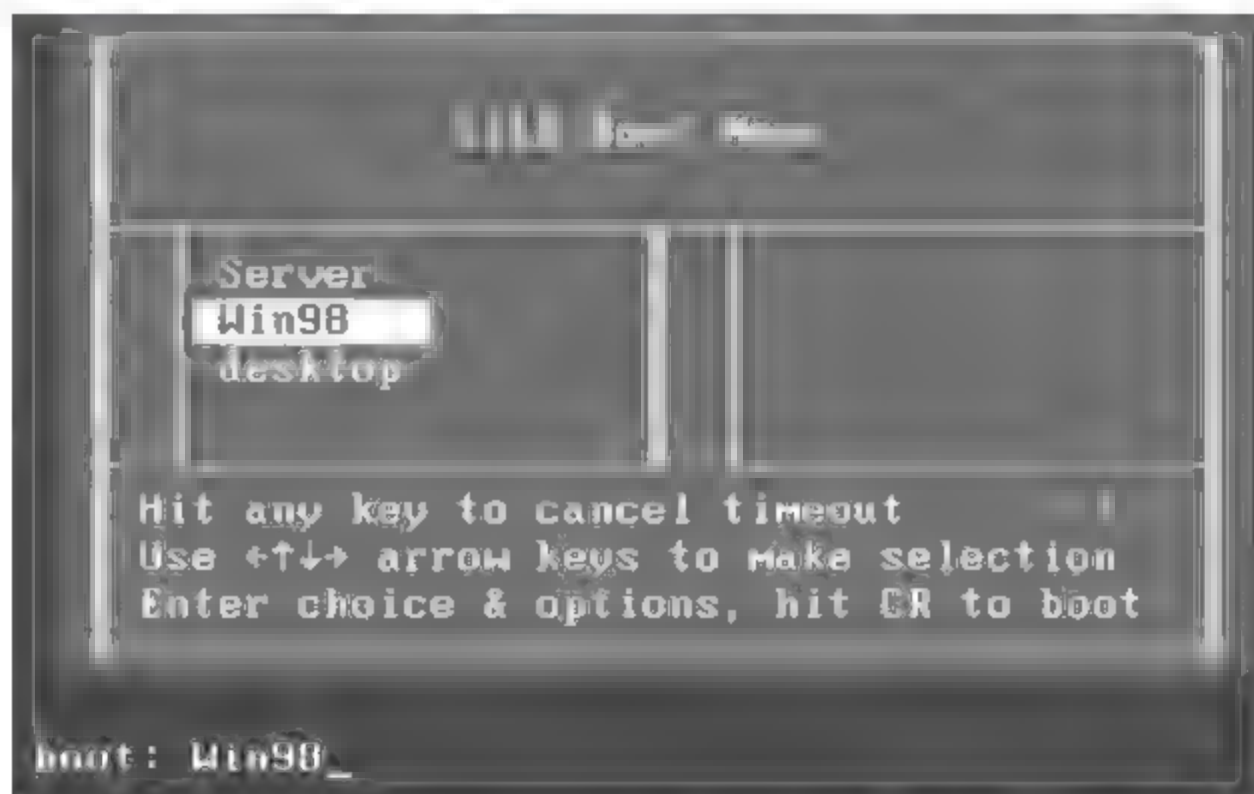 Server
Win98
desktop
Hit any key to cancel timeout
Use ←↑↓→ arrow keys to make selection
Enter choice & options, hit CR to boot
boot: Win98_